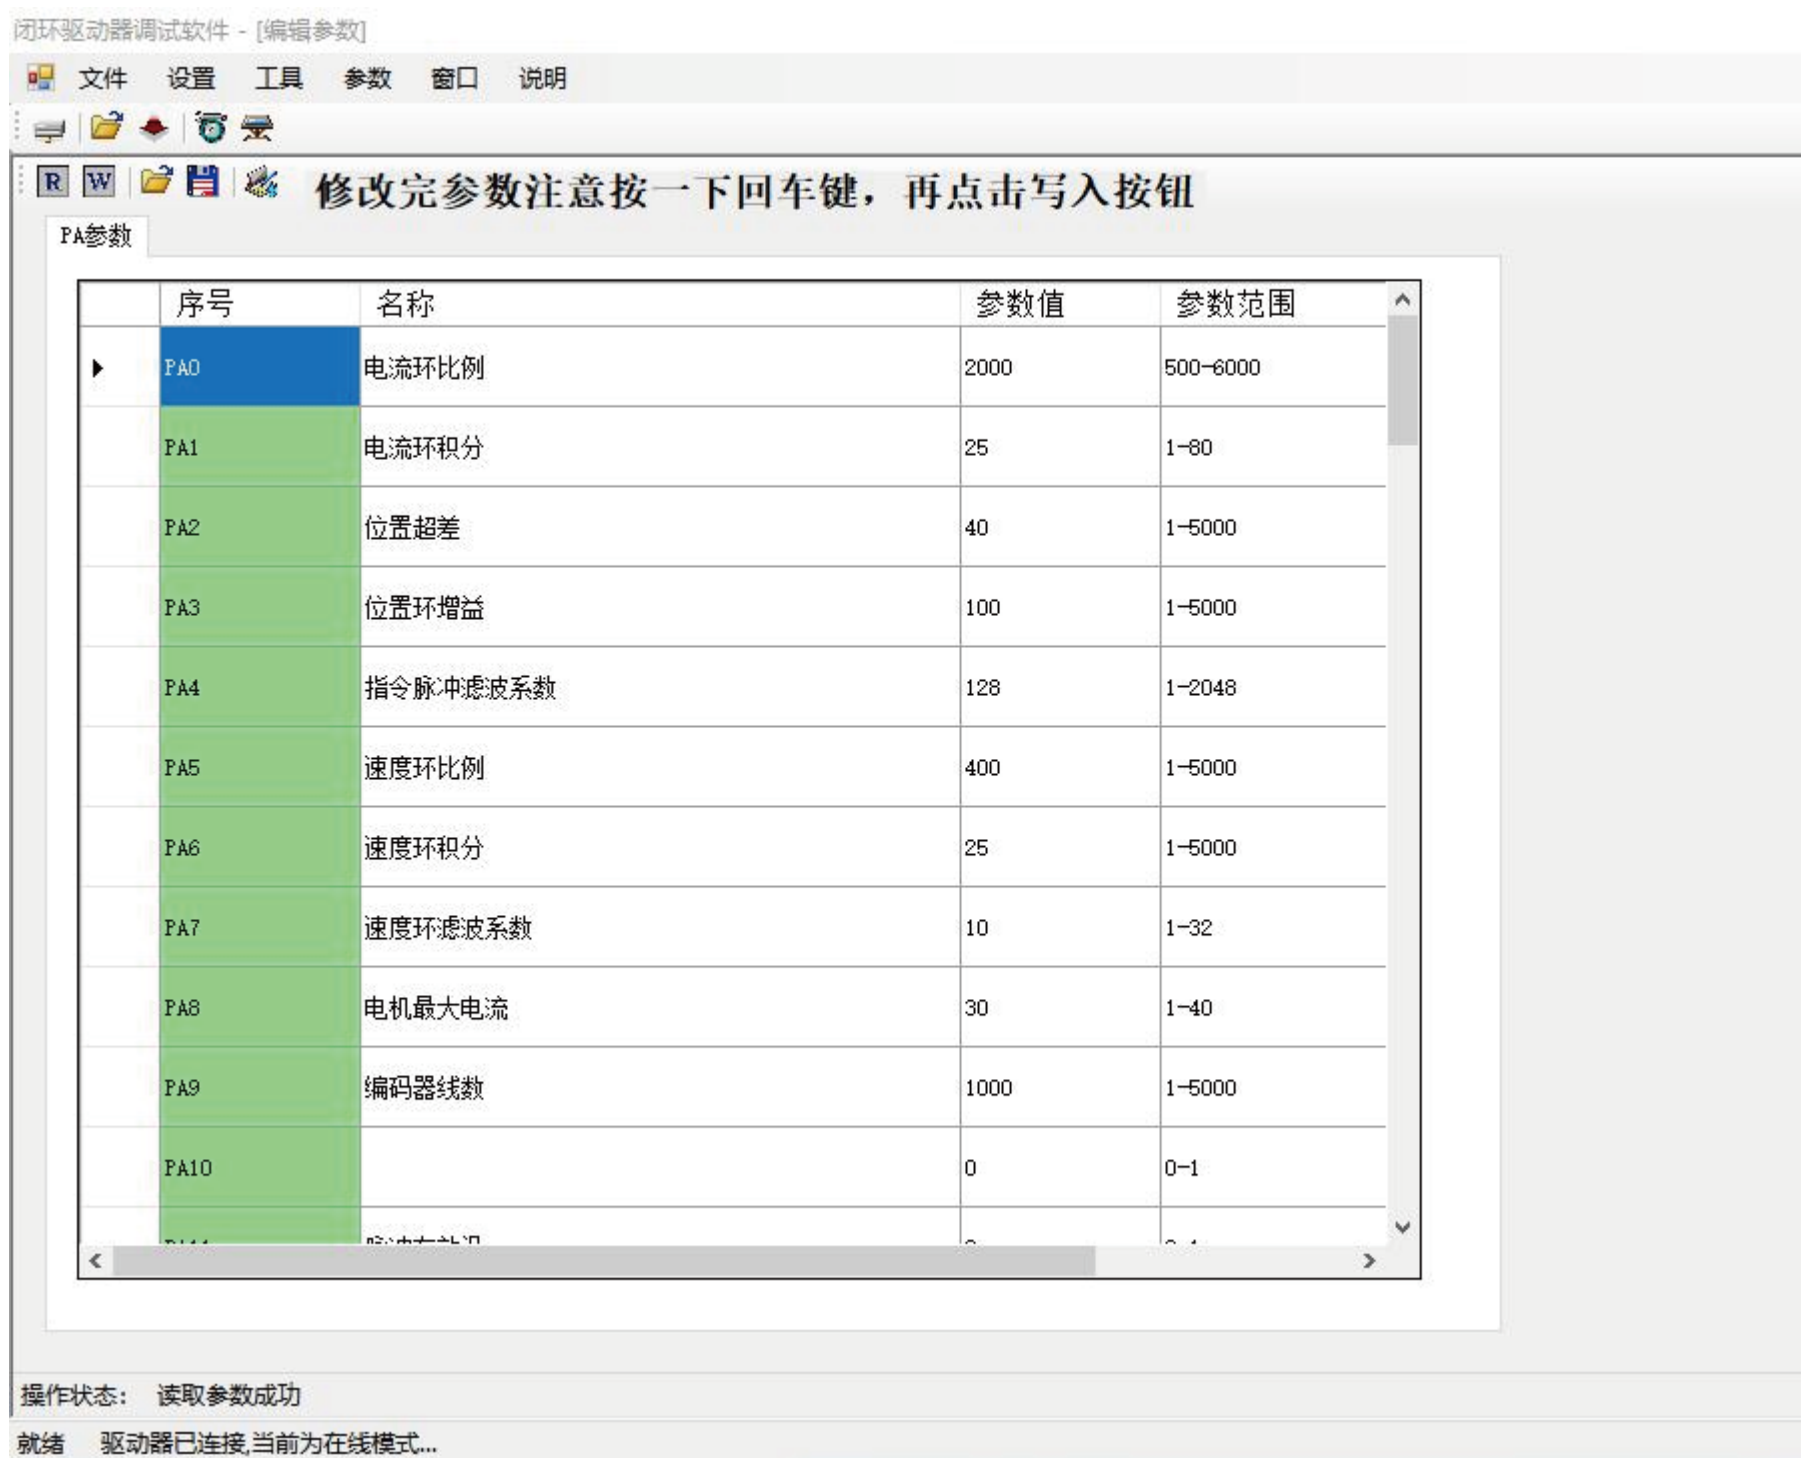 闭环驱动器调试软件 - [编辑参数]
文件 设置 工具 参数 窗口 说明
R W 修改完参数注意按一下回车键，再点击写入按钮
PA参数
序号 名称 参数值 参数范围
PA0 电流环比例 2000 500-6000
PA1 电流环积分 25 1-80
PA2 位置超差 40 1-5000
PA3 位置环增益 100 1-5000
PA4 指令脉冲滤波系数 128 1-2048
PA5 速度环比例 400 1-5000
PA6 速度环积分 25 1-5000
PA7 速度环滤波系数 10 1-32
PA8 电机最大电流 30 1-40
PA9 编码器线数 1000 1-5000
PA10 0 0-1
操作状态： 读取参数成功
就绪 驱动器已连接,当前为在线模式...